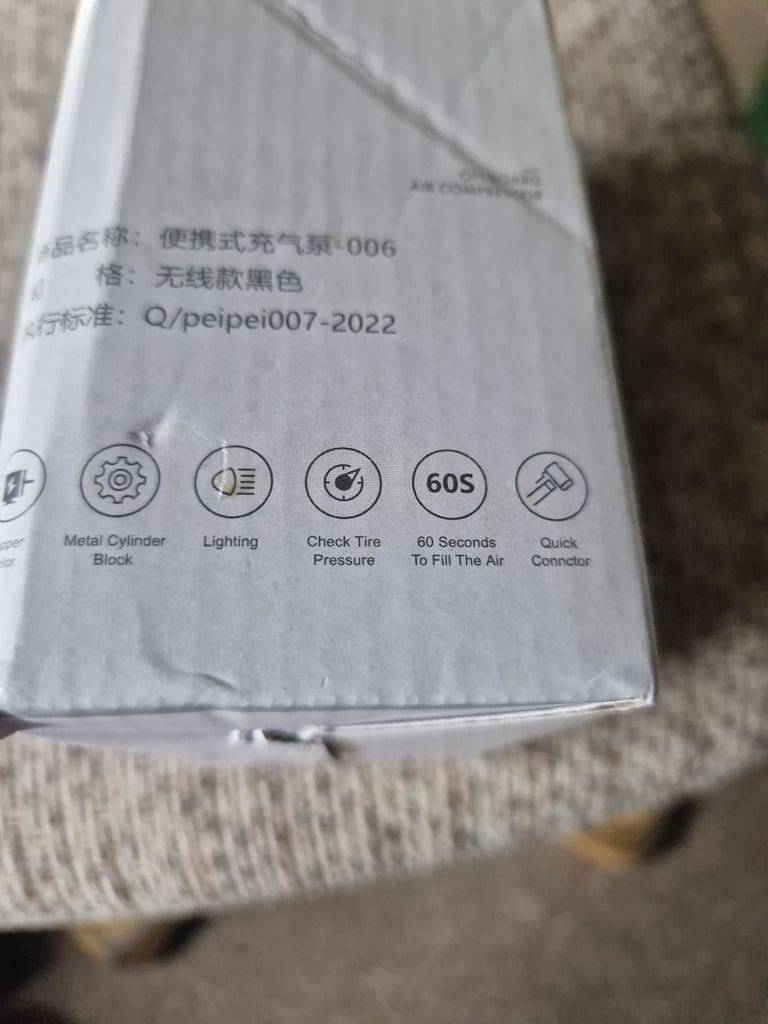 ON-BOARD
AIR COMPRESSOR
品名称：便携式充气泵-006
格：无线款黑色
行标准：Q/peipei007-2022
60S
Metal Cylinder Block
Lighting
Check Tire Pressure
60 Seconds To Fill The Air
Quick Connctor